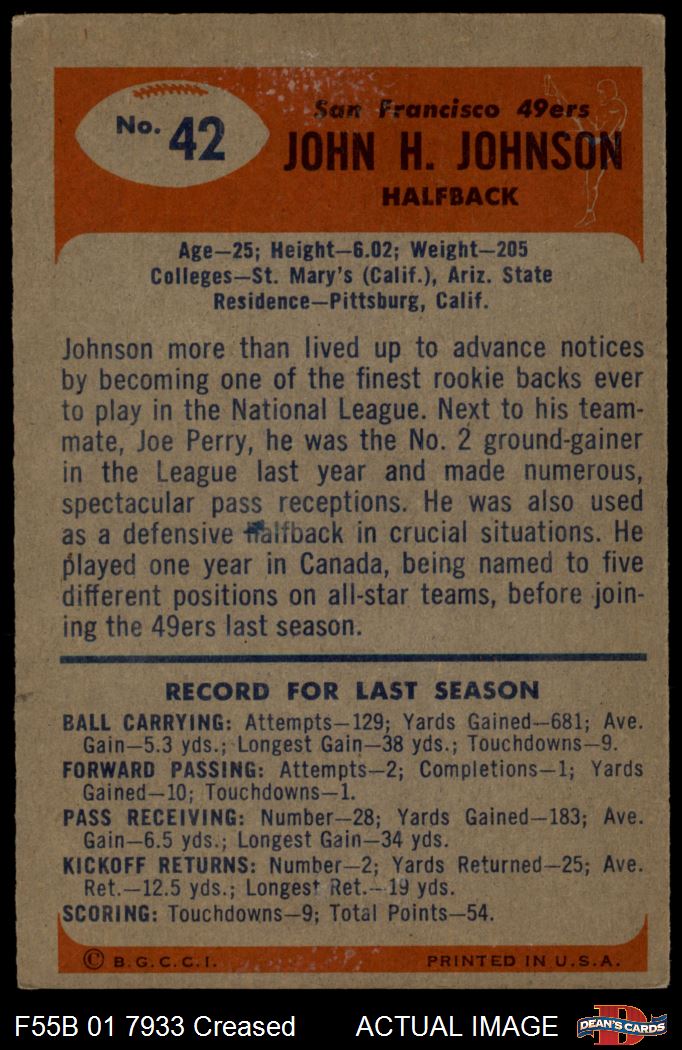 No. 42
San Francisco 49ers
JOHN H. JOHNSON
HALFBACK
Age—25; Height—6.02; Weight—205
Colleges—St. Mary's (Calif.), Ariz. State
Residence—Pittsburg, Calif.
Johnson more than lived up to advance notices
by becoming one of the finest rookie backs ever
to play in the National League. Next to his team-
mate, Joe Perry, he was the No. 2 ground-gainer
in the League last year and made numerous,
spectacular pass receptions. He was also used
as a defensive halfback in crucial situations. He
played one year in Canada, being named to five
different positions on all-star teams, before join-
ing the 49ers last season.
RECORD FOR LAST SEASON
BALL CARRYING: Attempts—129; Yards Gained—681; Ave.
Gain—5.3 yds.; Longest Gain—38 yds.; Touchdowns—9.
FORWARD PASSING: Attempts—2; Completions—1; Yards
Gained—10; Touchdowns—1.
PASS RECEIVING: Number—28; Yards Gained—183; Ave.
Gain—6.5 yds.; Longest Gain—34 yds.
KICKOFF RETURNS: Number—2; Yards Returned—25; Ave.
Ret.—12.5 yds.; Longest Ret.—19 yds.
SCORING: Touchdowns—9; Total Points—54.
© B.G.C.C.I. PRINTED IN U.S.A.
F55B 01 7933 Creased ACTUAL IMAGE
D
DEAN'S CARDS